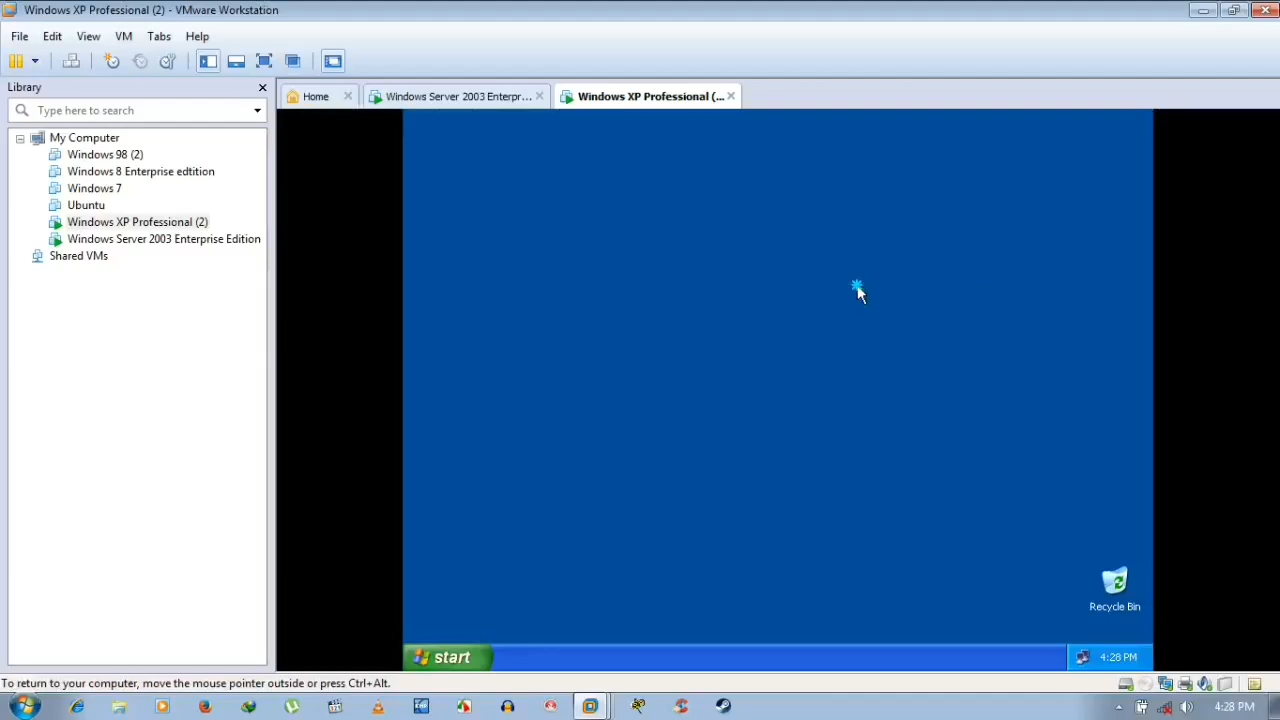 Windows XP Professional (2) - VMware Workstation
File Edit View VM Tabs Help
Library
Type here to search
Home
Windows Server 2003 Enterpr...
Windows XP Professional (...
My Computer
Windows 98 (2)
Windows 8 Enterprise edtition
Windows 7
Ubuntu
Windows XP Professional (2)
Windows Server 2003 Enterprise Edition
Shared VMs
Recycle Bin
start
4:28 PM
To return to your computer, move the mouse pointer outside or press Ctrl+Alt.
4:28 PM